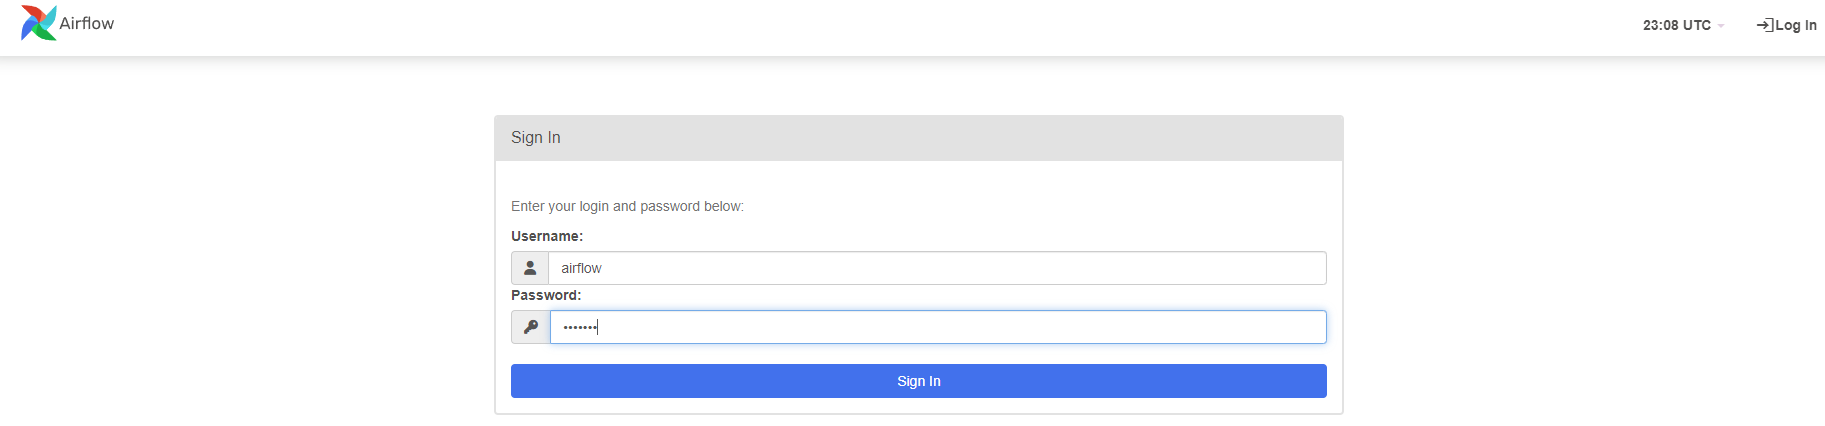 Airflow
23:08 UTC
Log In
Sign In
Enter your login and password below:
Username:
airflow
Password:
•••••••
Sign In